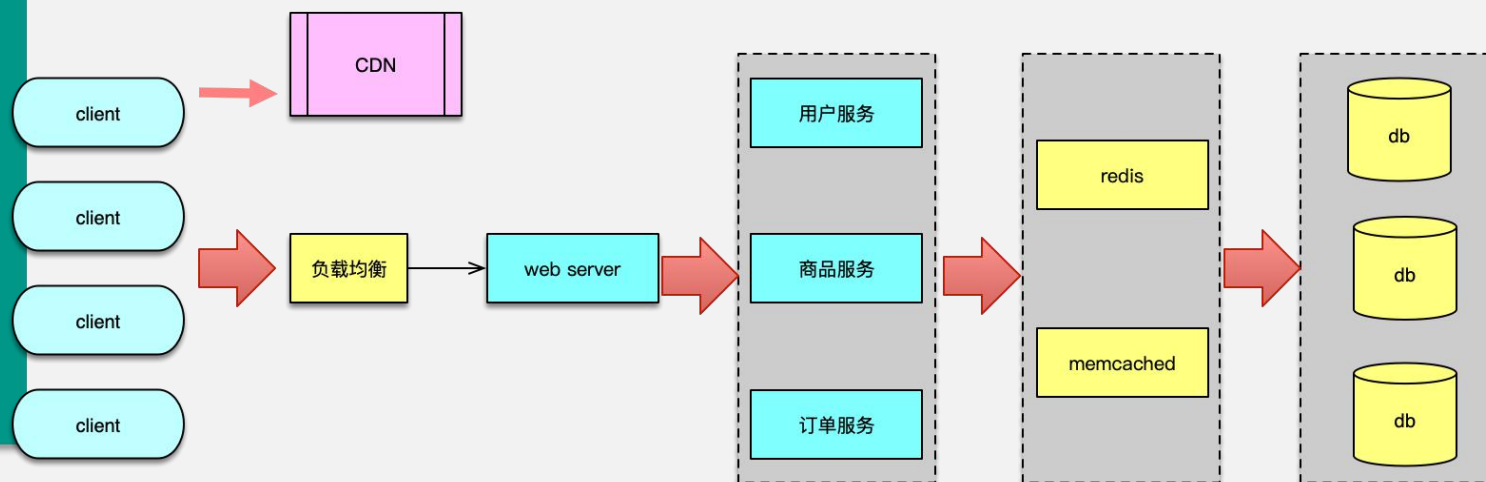 CDN
client
client
client
client
负载均衡
web server
用户服务
商品服务
订单服务
redis
memcached
db
db
db